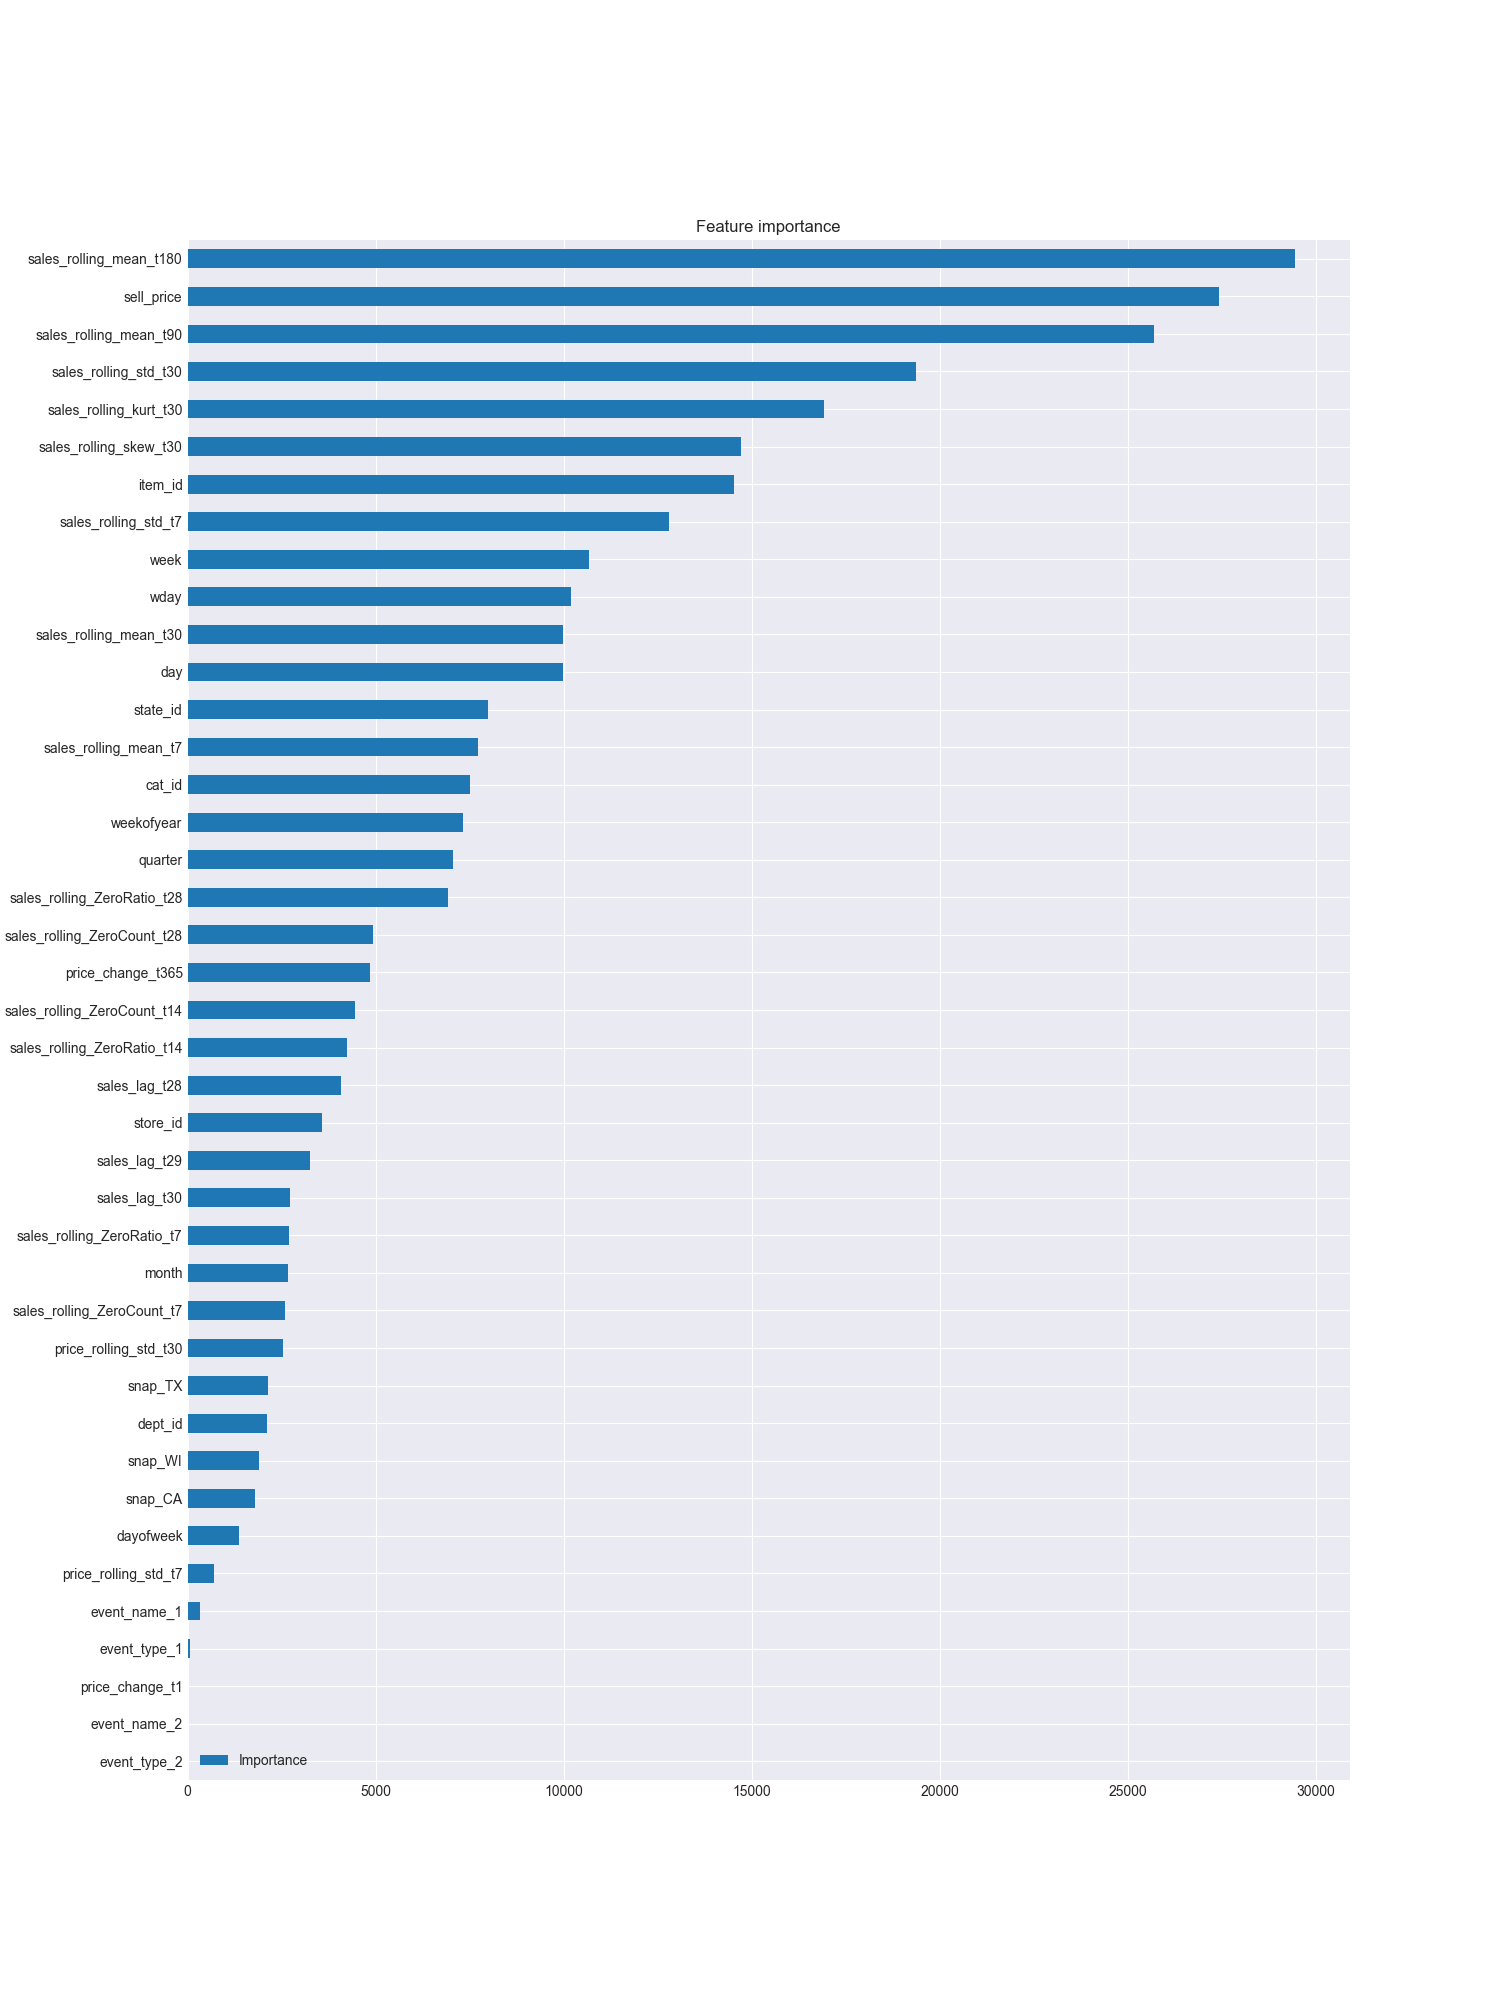 Feature importance
sales_rolling_mean_t180
sell_price
sales_rolling_mean_t90
sales_rolling_std_t30
sales_rolling_kurt_t30
sales_rolling_skew_t30
item_id
sales_rolling_std_t7
week
wday
sales_rolling_mean_t30
day
state_id
sales_rolling_mean_t7
cat_id
weekofyear
quarter
sales_rolling_ZeroRatio_t28
sales_rolling_ZeroCount_t28
price_change_t365
sales_rolling_ZeroCount_t14
sales_rolling_ZeroRatio_t14
sales_lag_t28
store_id
sales_lag_t29
sales_lag_t30
sales_rolling_ZeroRatio_t7
month
sales_rolling_ZeroCount_t7
price_rolling_std_t30
snap_TX
dept_id
snap_WI
snap_CA
dayofweek
price_rolling_std_t7
event_name_1
event_type_1
price_change_t1
event_name_2
event_type_2
Importance
0 5000 10000 15000 20000 25000 30000